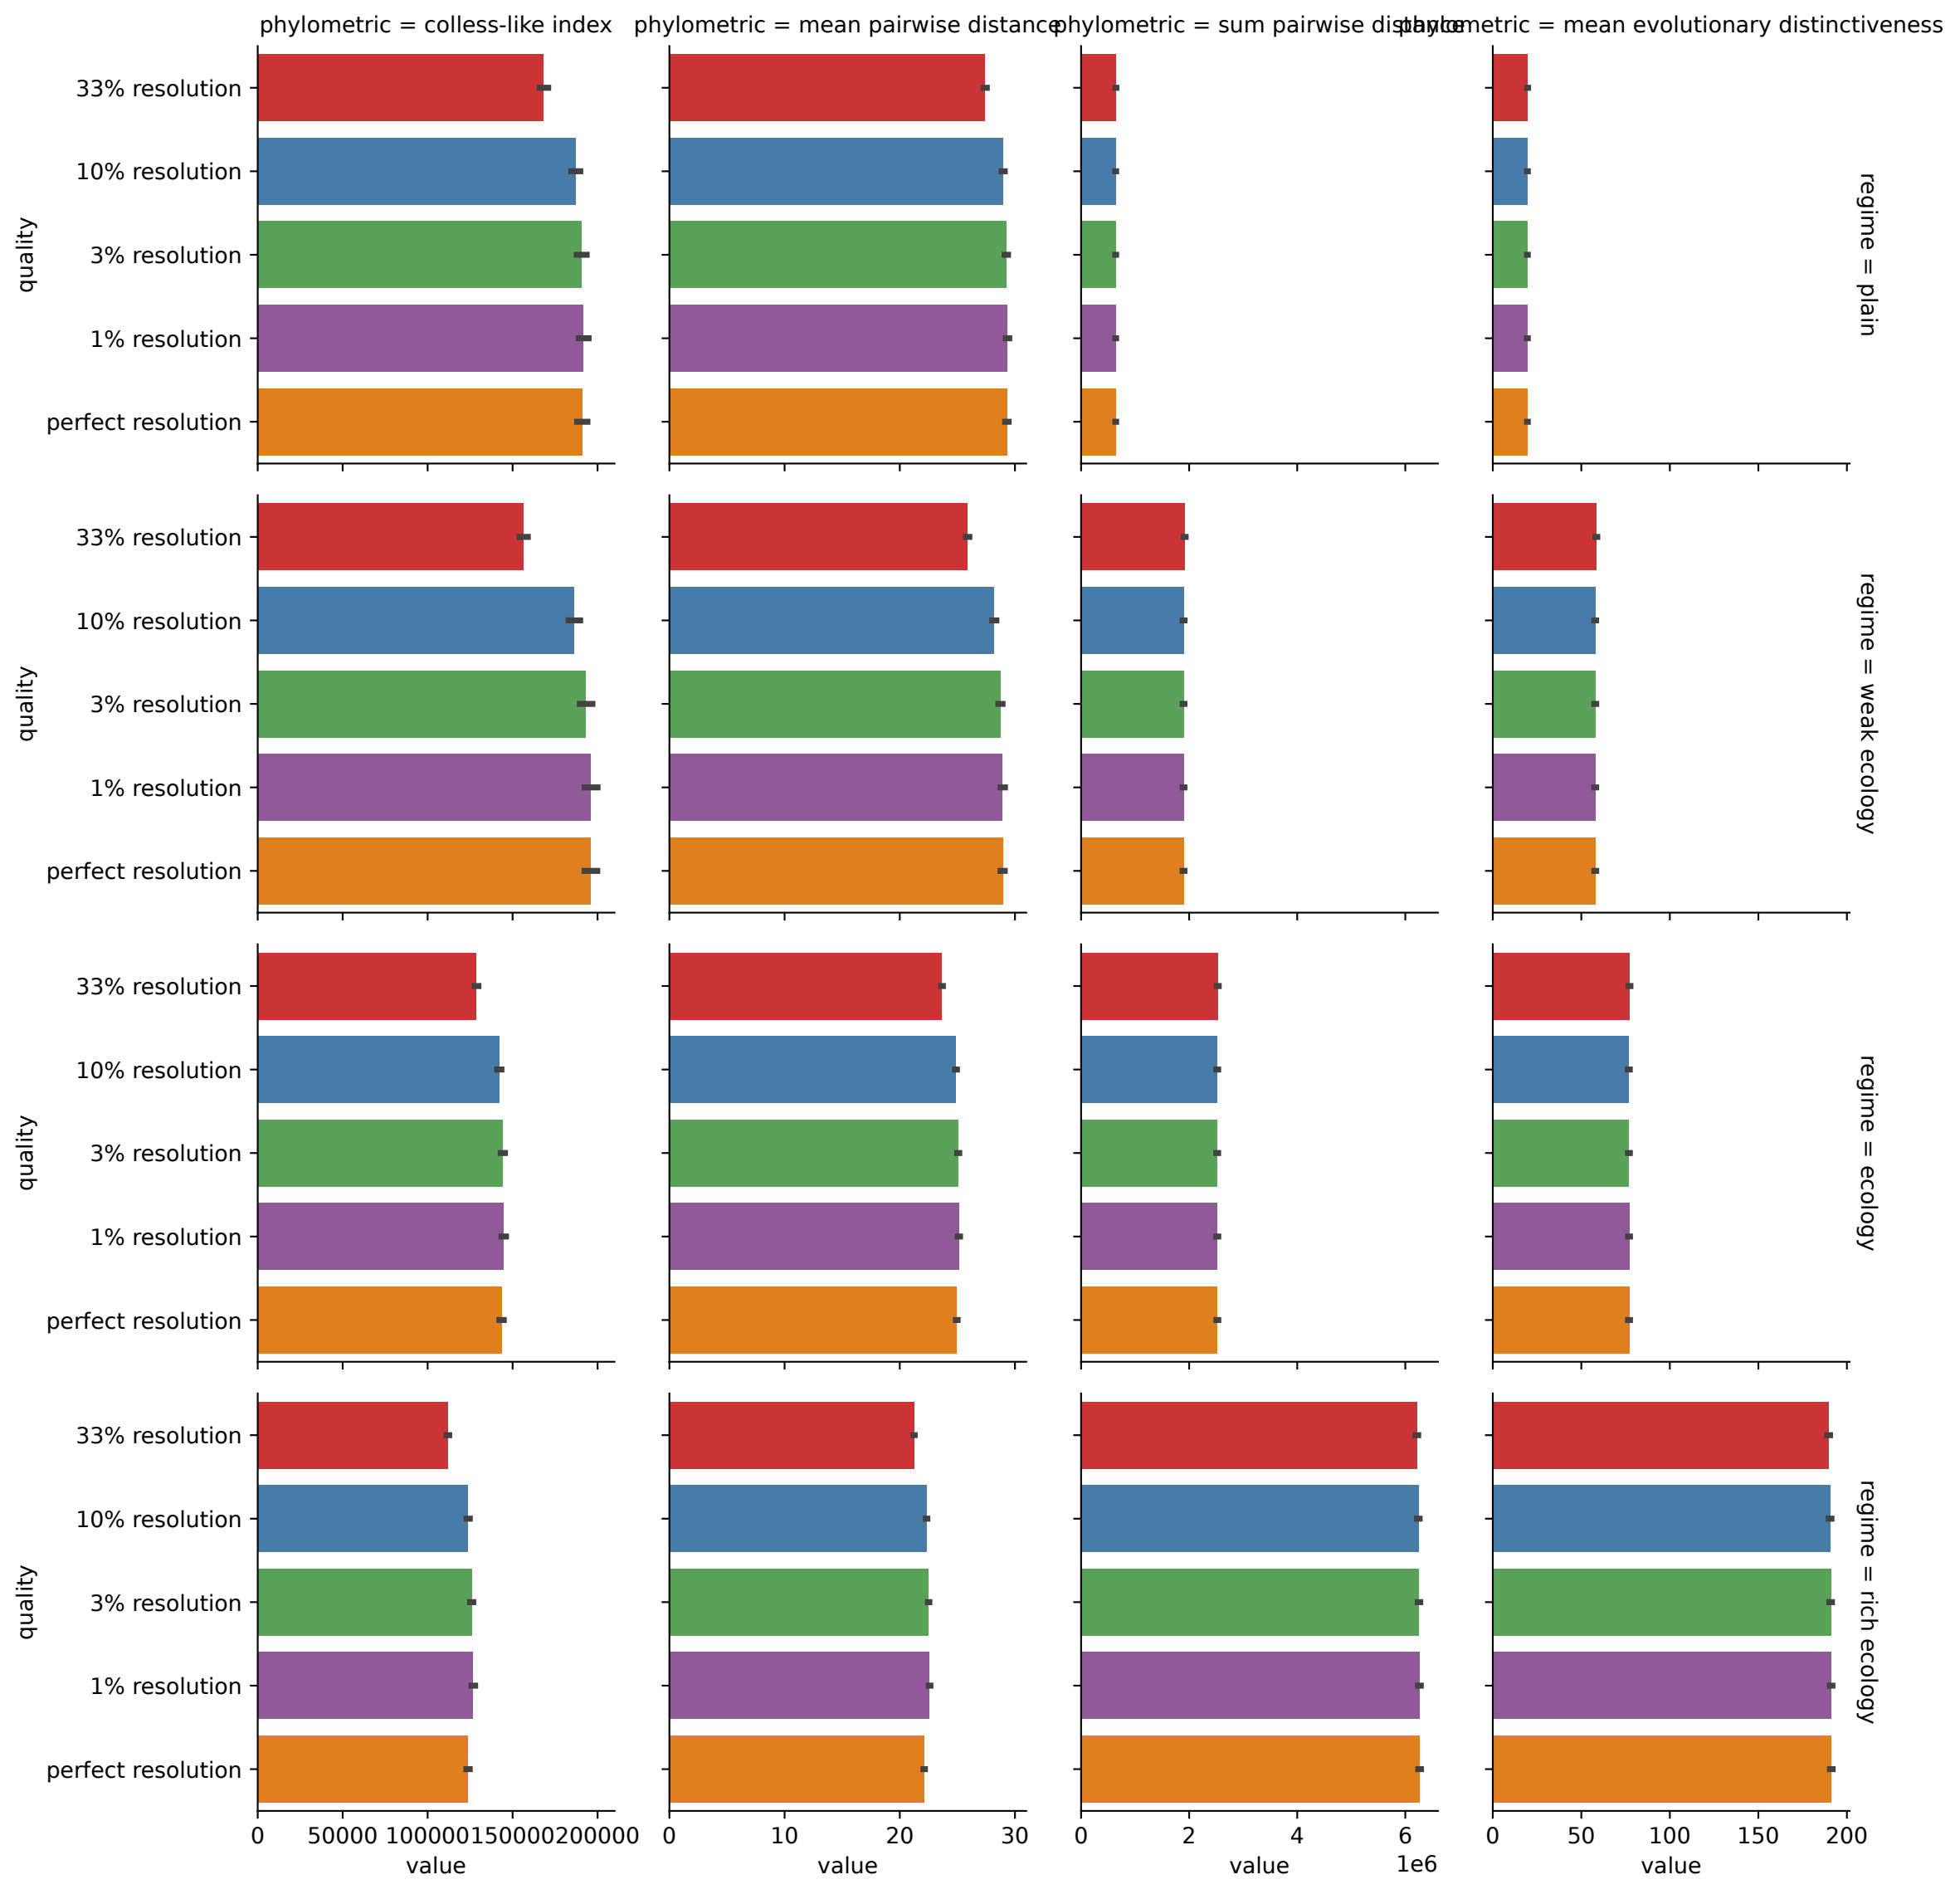 phylometric = colless-like index
phylometric = mean pairwise distance
phylometric = sum pairwise distance
phylometric = mean evolutionary distinctiveness
quality
33% resolution
10% resolution
3% resolution
1% resolution
perfect resolution
regime = plain
quality
33% resolution
10% resolution
3% resolution
1% resolution
perfect resolution
regime = weak ecology
quality
33% resolution
10% resolution
3% resolution
1% resolution
perfect resolution
regime = ecology
quality
33% resolution
10% resolution
3% resolution
1% resolution
perfect resolution
regime = rich ecology
0 50000 100000 150000 200000
value
0 10 20 30
value
0 2 4 6
1e6
value
0 50 100 150 200
value